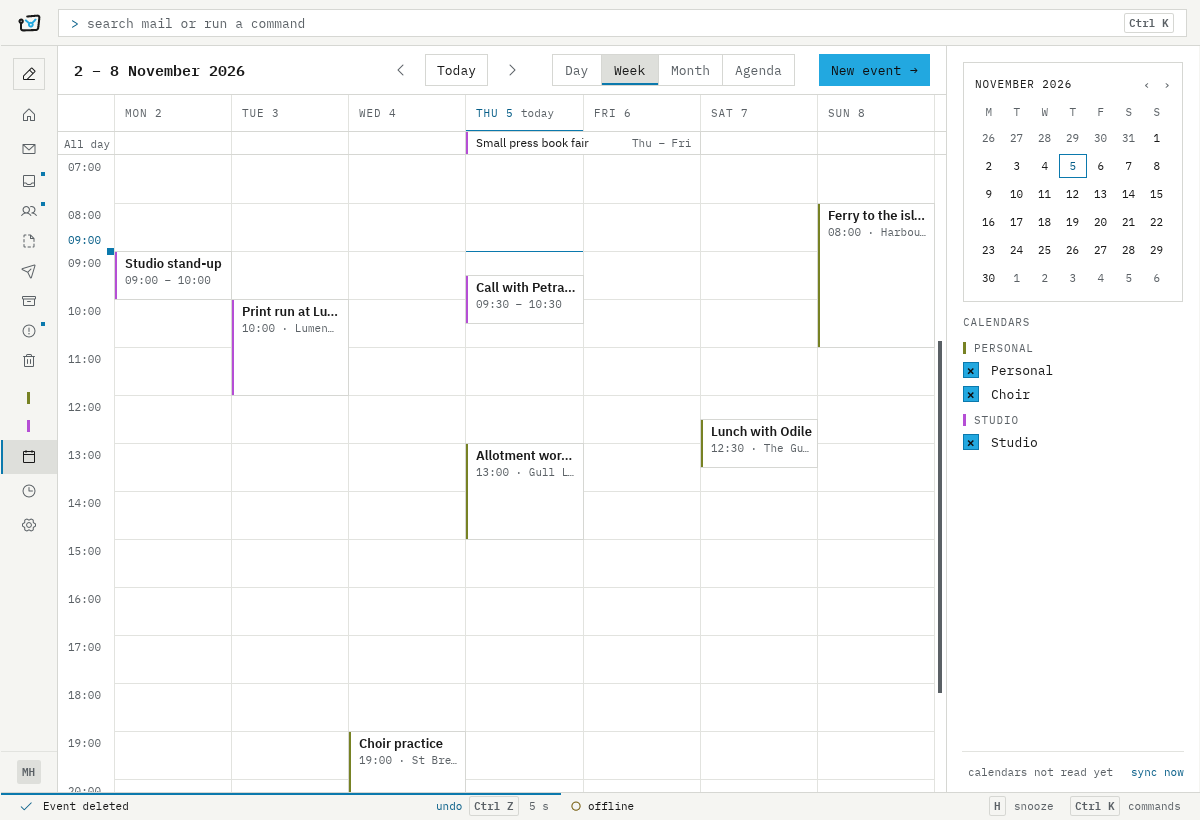 > search mail or run a command Ctrl K
2 – 8 November 2026
Today
Day Week Month Agenda
New event →
MON 2 TUE 3 WED 4 THU 5 today FRI 6 SAT 7 SUN 8
All day
Small press book fair Thu – Fri
07:00
08:00
09:00
09:00
10:00
11:00
12:00
13:00
14:00
15:00
16:00
17:00
18:00
19:00
20:00
Studio stand-up
09:00 – 10:00
Print run at Lu…
10:00 · Lumen…
Choir practice
19:00 · St Bre…
Call with Petra…
09:30 – 10:30
Allotment wor…
13:00 · Gull L…
Lunch with Odile
12:30 · The Gu…
Ferry to the isl…
08:00 · Harbou…
NOVEMBER 2026 ‹ ›
M T W T F S S
26 27 28 29 30 31 1
2 3 4 5 6 7 8
9 10 11 12 13 14 15
16 17 18 19 20 21 22
23 24 25 26 27 28 29
30 1 2 3 4 5 6
CALENDARS
PERSONAL
Personal
Choir
STUDIO
Studio
calendars not read yet sync now
MH
Event deleted
undo Ctrl Z 5 s
offline
H snooze Ctrl K commands